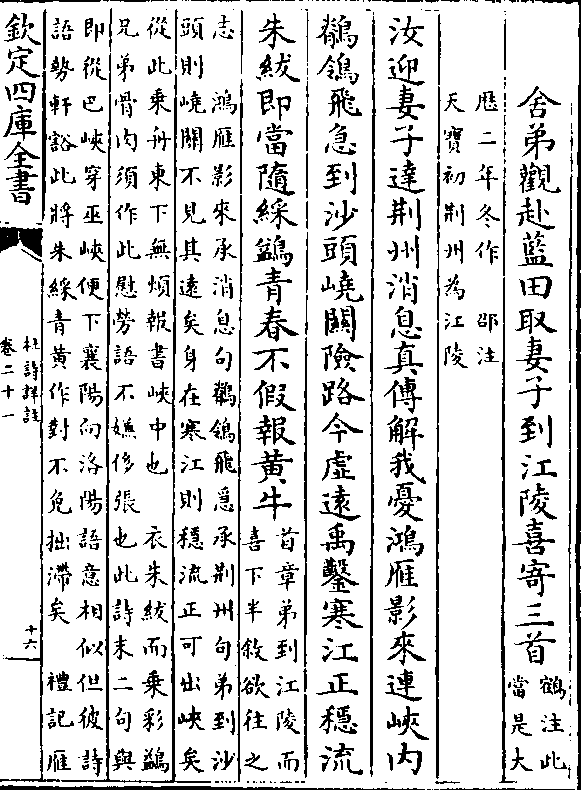 舍弟觀赴藍田取妻子到江陵喜寄三首
鶴注此
當是大
厯二年冬作　邵注
天寶初荆州為江陵
汝迎妻子達荆州消息真傳解我憂鴻雁影來連峽内
鶺鴒飛急到沙頭嶢關險路今虛遠禹鑿寒江正穩流
朱紱即當隨綵鷁青春不假報黄牛
首章弟到江陵而
喜下半敘欲往之
志　鴻雁影來承消息句鶺鴒飛急承荆州句弟到沙
頭則嶢關不見其遠矣身在寒江則穩流正可出峽矣
從此乗舟東下無煩報書峽中也　衣朱紱而乗彩鷁
兄弟骨肉須作此慰勞語不嫌侈張也此詩末二句與
即從巴峽穿巫峽便下襄陽向洛陽語意相似但彼詩
語勢軒豁此將朱綵青黄作對不免拙滯矣　禮記雁
欽定四庫全書
杜詩詳註
卷二十一
十六